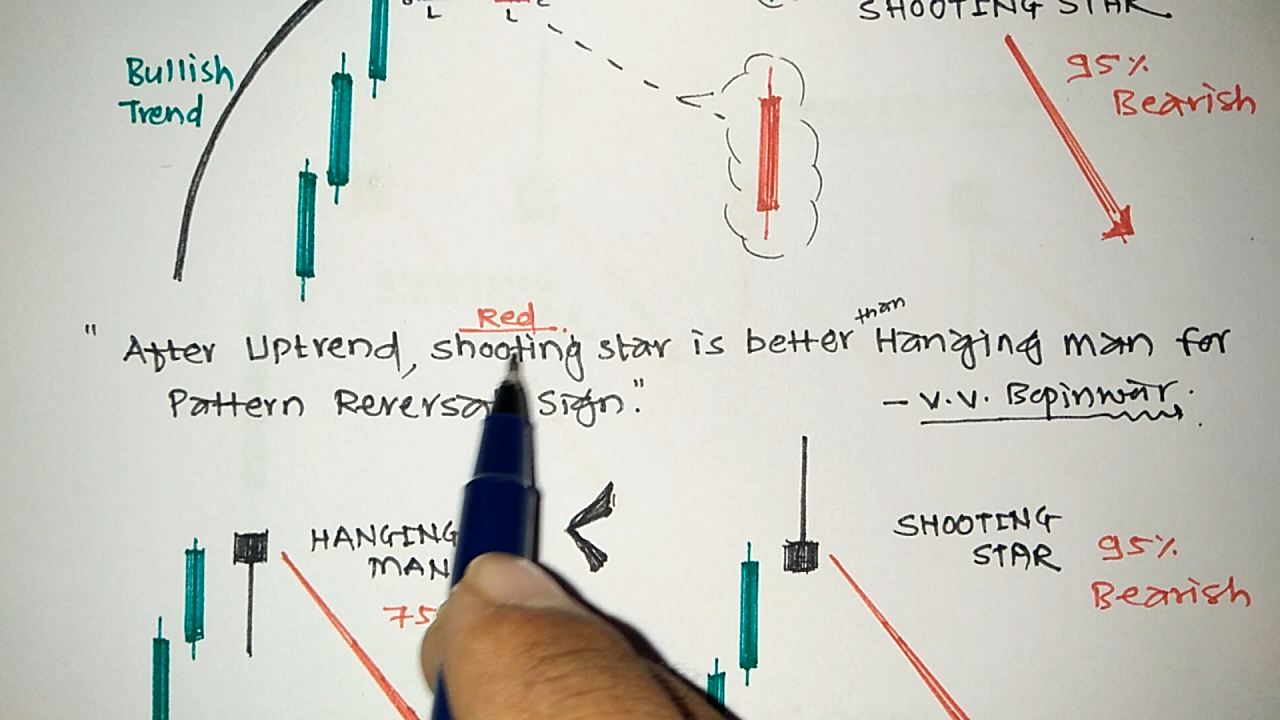 SHOOTING STAR
L
L
Bullish
Trend
95%
Bearish
Red
than
" After Uptrend, shooting star is better Hanging man for
Pattern Reversal Sign."
- V.V. Bopinwar.
HANGING
MAN
75
SHOOTING
STAR
95%
Bearish